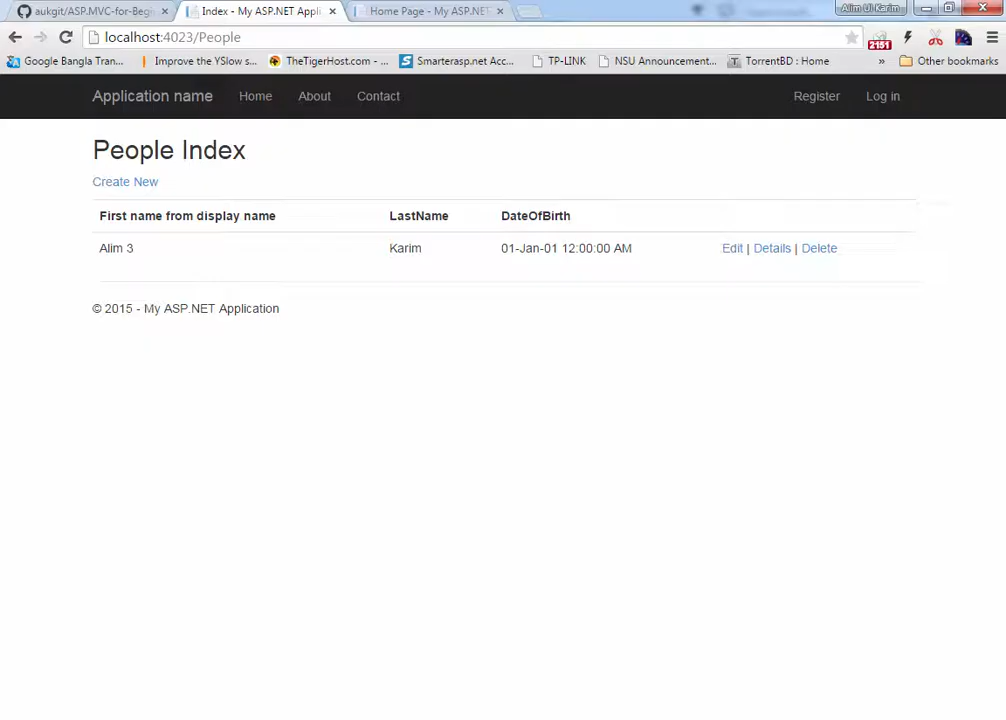 aukgit/ASP.MVC-for-Begi
Index - My ASP.NET Appli
Home Page - My ASP.NET
Alim Ul Karim
localhost:4023/People
2151
Google Bangla Tran...
Improve the YSlow s...
TheTigerHost.com - ...
Smarterasp.net Acc...
TP-LINK
NSU Announcement...
TorrentBD : Home
»
Other bookmarks
Application name
Home
About
Contact
Register
Log in
People Index
Create New
First name from display name LastName DateOfBirth
Alim 3 Karim 01-Jan-01 12:00:00 AM Edit | Details | Delete
© 2015 - My ASP.NET Application